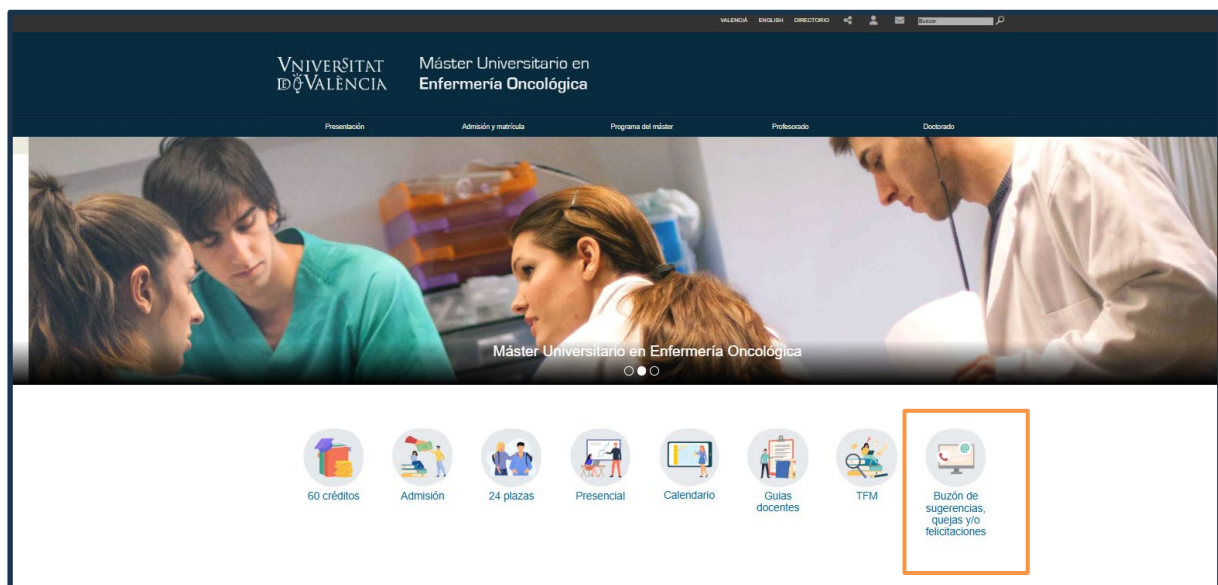 VALENCIÀ ENGLISH DIRECTORIO Buscar
VNIVERSITAT
Máster Universitario en
D VALÈNCIA
Enfermería Oncológica
Presentación Admisión y matrícula Programa del máster Profesorado Doctorado
Máster Universitario en Enfermería Oncológica
60 créditos Admisión 24 plazas Presencial Calendario Guias docentes TFM Buzón de
sugerencias,
quejas y/o
felicitaciones